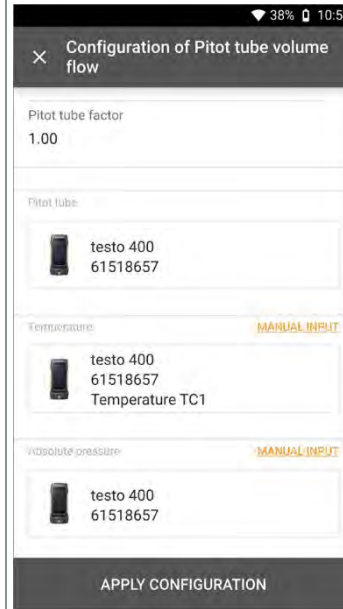 38% 10:5
Configuration of Pitot tube volume
flow
Pitot tube factor
1.00
Pitot tube
testo 400
61518657
Temperature MANUAL INPUT
testo 400
61518657
Temperature TC1
Absolute pressure MANUAL INPUT
testo 400
61518657
APPLY CONFIGURATION